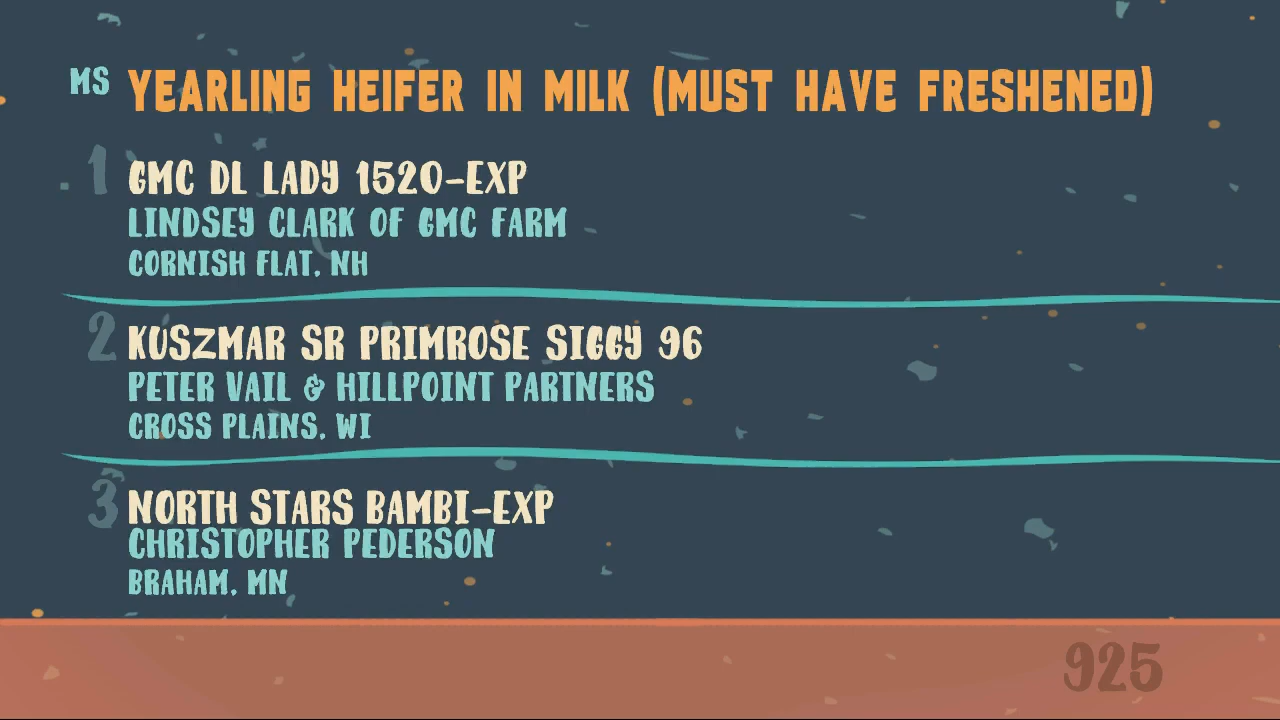 MS YEARLING HEIFER IN MILK (MUST HAVE FRESHENED)
1 GMC DL LADY 1520-EXP
LINDSEY CLARK OF GMC FARM
CORNISH FLAT, NH
2 KUSZMAR SR PRIMROSE SIGGY 96
PETER VAIL & HILLPOINT PARTNERS
CROSS PLAINS, WI
3 NORTH STARS BAMBI-EXP
CHRISTOPHER PEDERSON
BRAHAM, MN
925